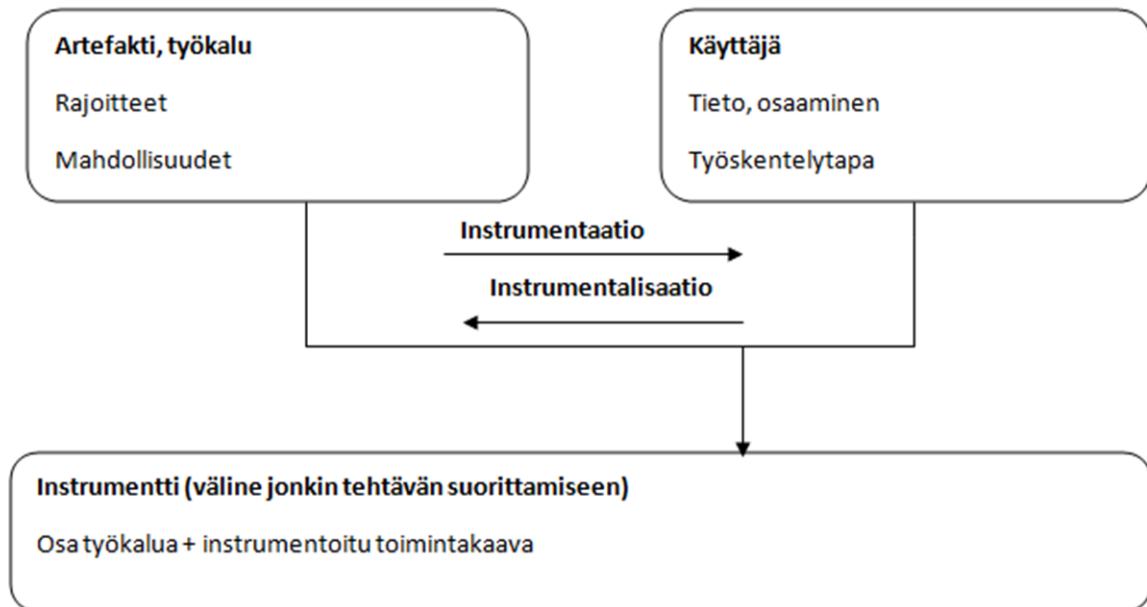 Artefakti, työkalu
Rajoitteet
Mahdollisuudet
Käyttäjä
Tieto, osaaminen
Työskentelytapa
Instrumentaatio
Instrumentalisaatio
Instrumentti (väline jonkin tehtävän suorittamiseen)
Osa työkalua + instrumentoitu toimintakaava